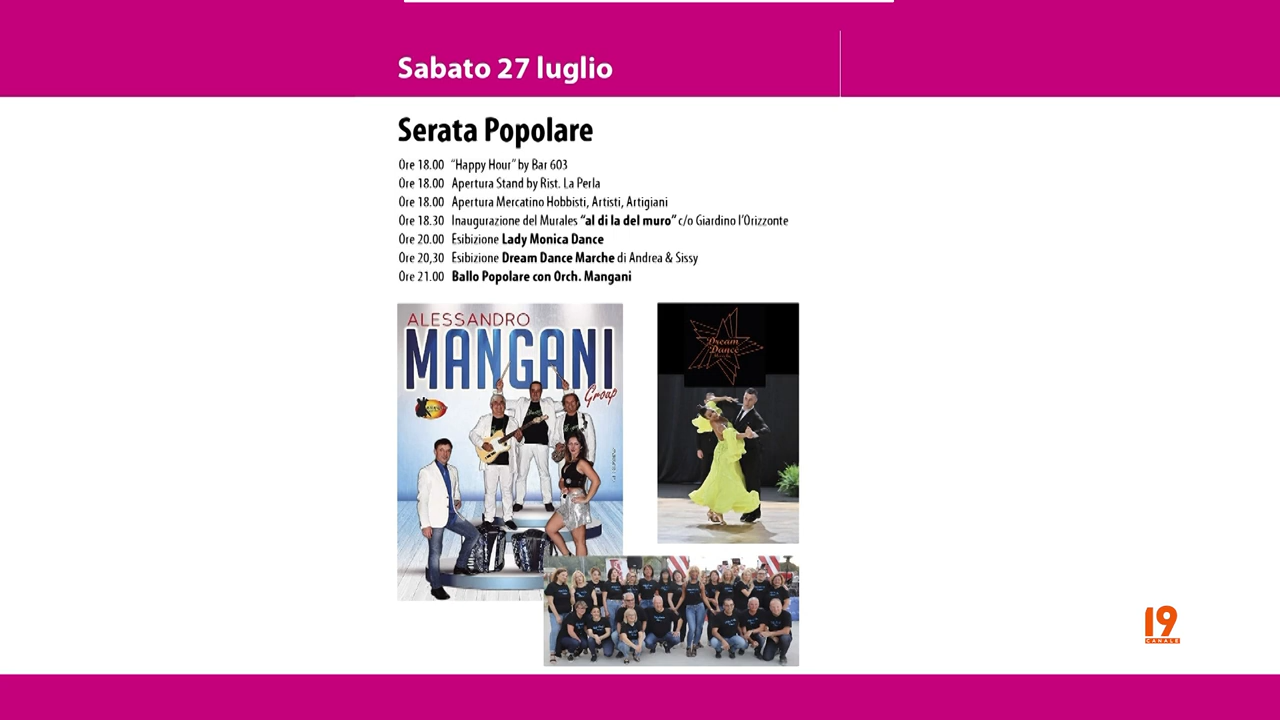 Sabato 27 luglio
Serata Popolare
Ore 18.00 “Happy Hour” by Bar 603
Ore 18.00 Apertura Stand by Rist. La Perla
Ore 18.00 Apertura Mercatino Hobbisti, Artisti, Artigiani
Ore 18.30 Inaugurazione del Murales “al di la del muro” c/o Giardino l’Orizzonte
Ore 20.00 Esibizione Lady Monica Dance
Ore 20,30 Esibizione Dream Dance Marche di Andrea & Sissy
Ore 21.00 Ballo Popolare con Orch. Mangani
ALESSANDRO
MANGANI
Group
Dream
Dance
19
CANALE